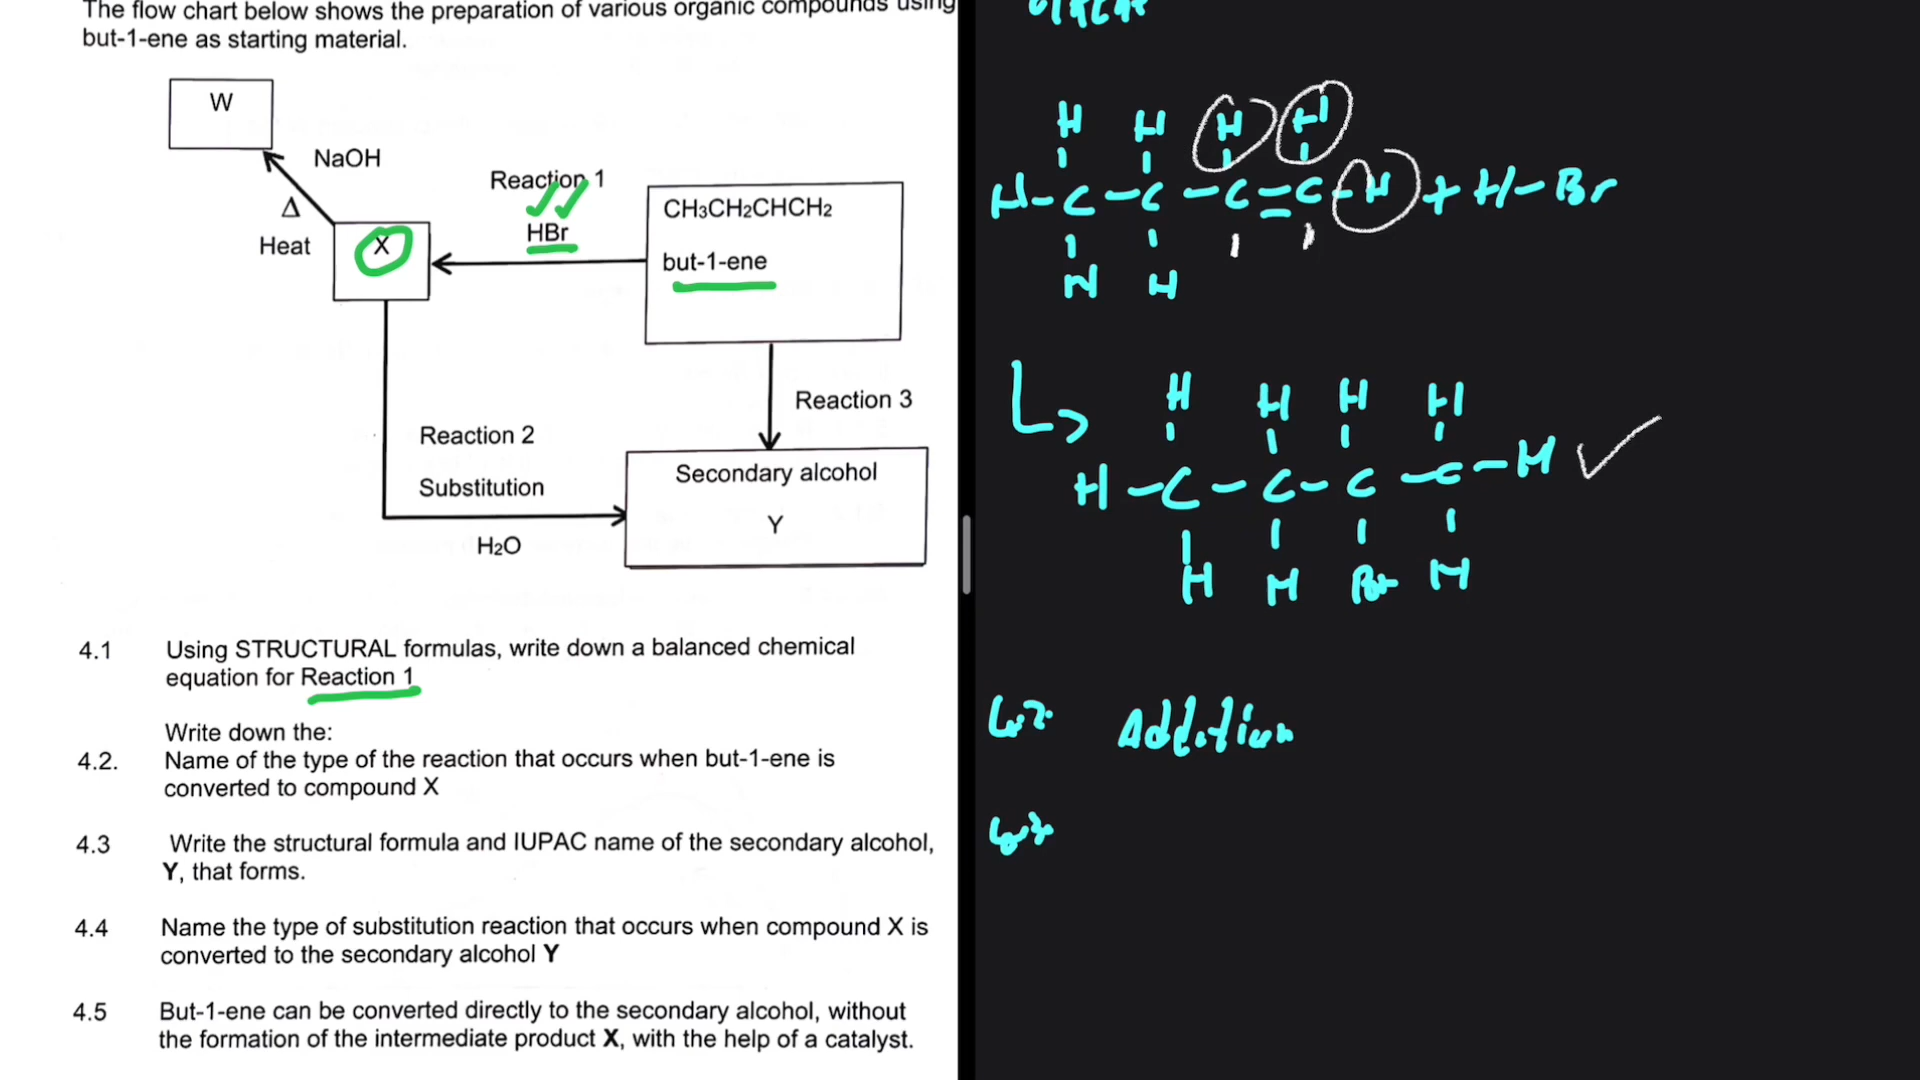 The flow chart below shows the preparation of various organic compounds using
but-1-ene as starting material.
W
NaOH
Δ
Heat
X
Reaction 1
HBr
CH₃CH₂CHCH₂
but-1-ene
Reaction 3
Reaction 2
Substitution
H₂O
Secondary alcohol
Y
4.1 Using STRUCTURAL formulas, write down a balanced chemical
equation for Reaction 1
Write down the:
4.2. Name of the type of the reaction that occurs when but-1-ene is
converted to compound X
4.3 Write the structural formula and IUPAC name of the secondary alcohol,
Y, that forms.
4.4 Name the type of substitution reaction that occurs when compound X is
converted to the secondary alcohol Y
4.5 But-1-ene can be converted directly to the secondary alcohol, without
the formation of the intermediate product X, with the help of a catalyst.
H H H H
H-C-C-C=C-H + H-Br
H H
H H H H
H-C-C-C-C-H
H H Br H
4.2. Addition
4.3